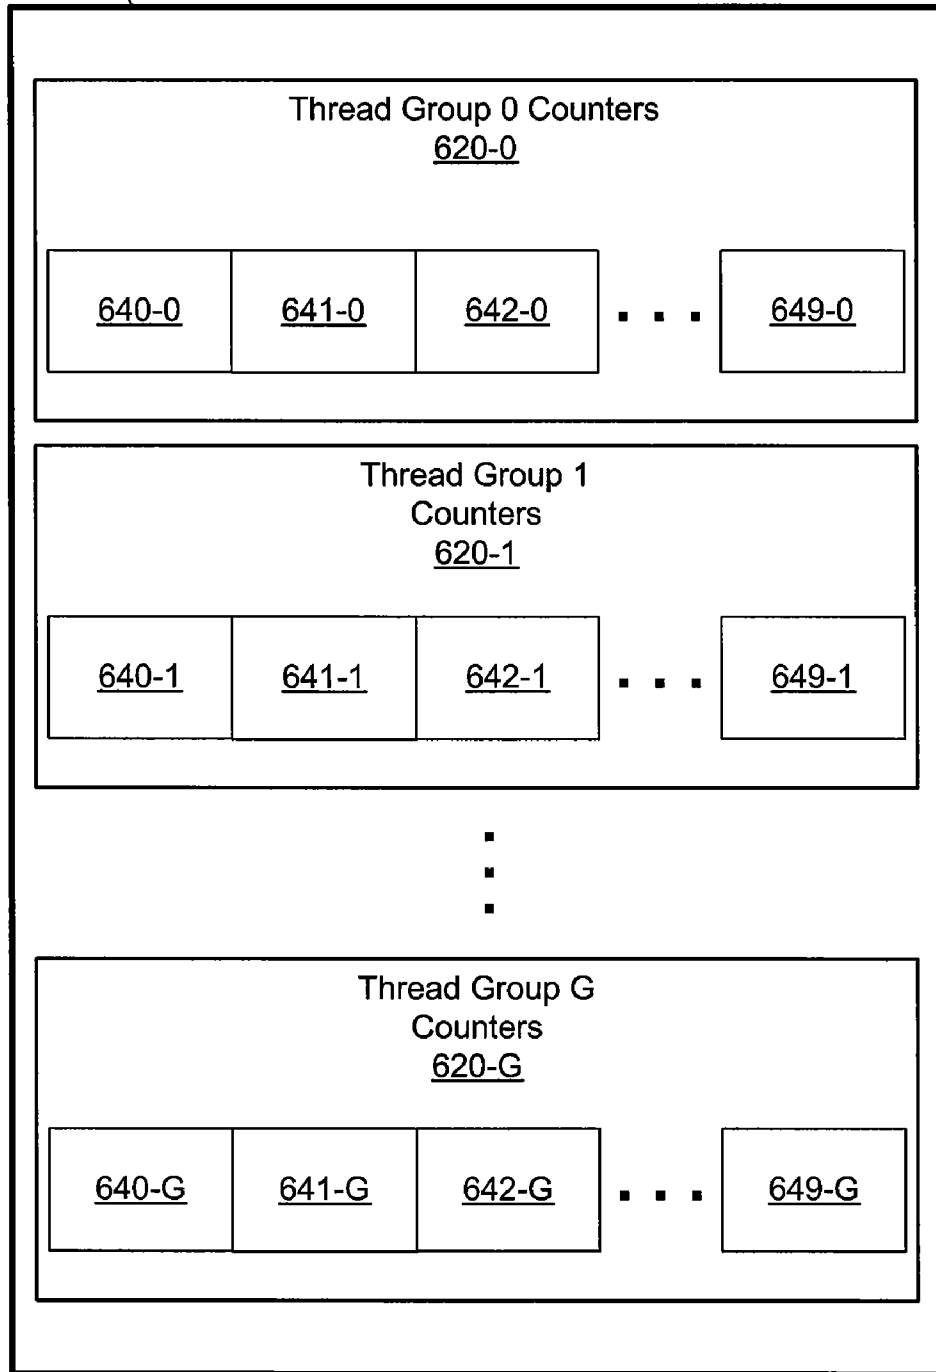 Thread Group 0 Counters
620-0
640-0 641-0 642-0 . . . 649-0
Thread Group 1
Counters
620-1
640-1 641-1 642-1 . . . 649-1
Thread Group G
Counters
620-G
640-G 641-G 642-G . . . 649-G